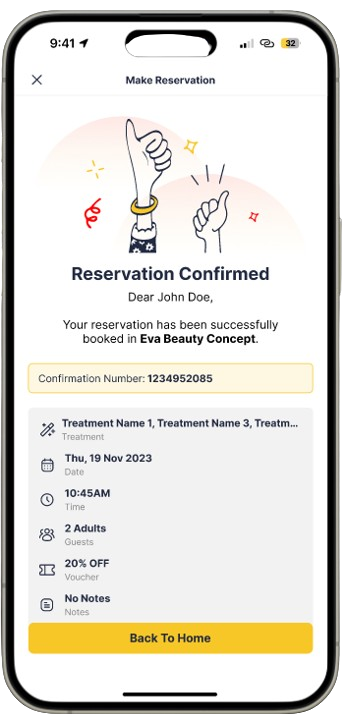 9:41
32
Make Reservation
Reservation Confirmed
Dear John Doe,
Your reservation has been successfully
booked in Eva Beauty Concept.
Confirmation Number: 1234952085
Treatment Name 1, Treatment Name 3, Treatm...
Treatment
Thu, 19 Nov 2023
Date
10:45AM
Time
2 Adults
Guests
20% OFF
Voucher
No Notes
Notes
Back To Home